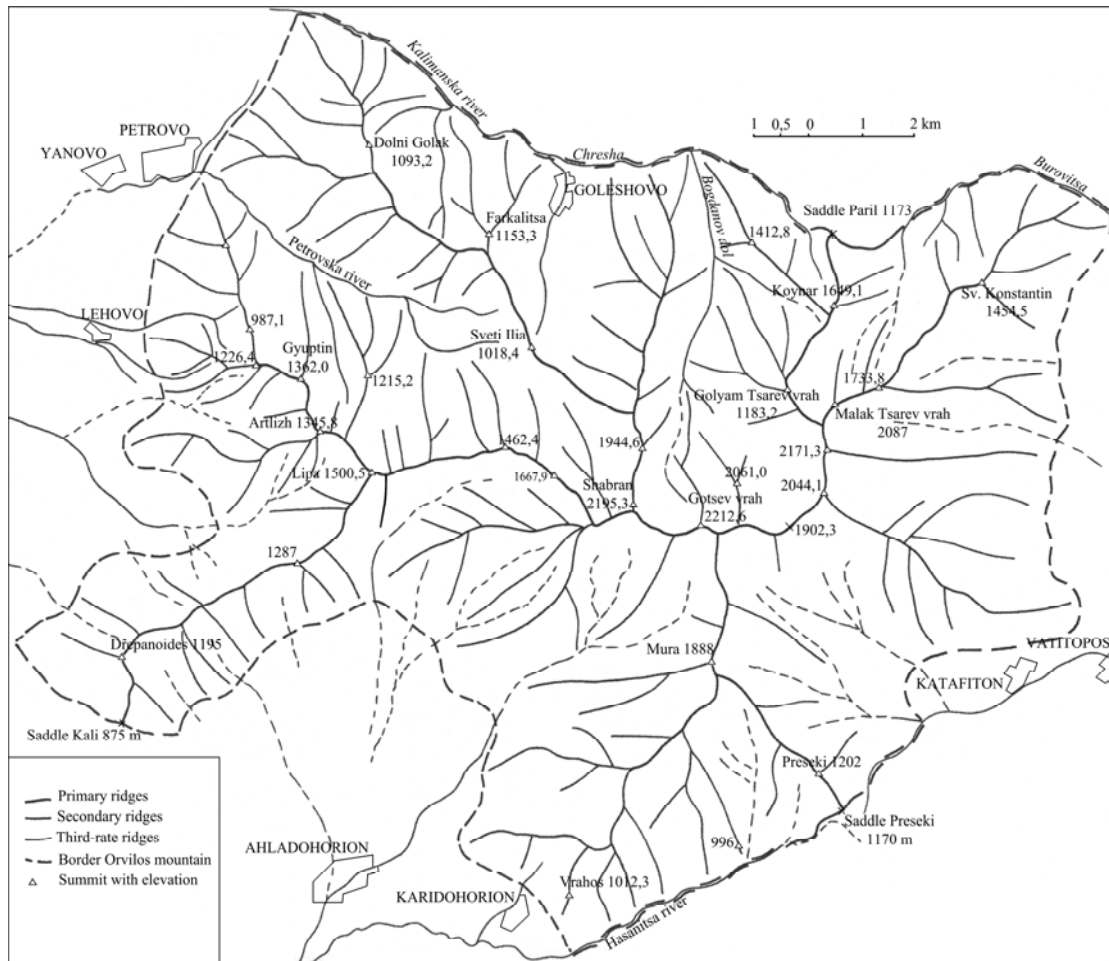 Kalimanska river
1 0,5 0 1 2 km
PETROVO
YANOVO
Dolni Golak
1093,2
Chresha
Burovitsa
GOLESHOVO
Bogdanov dol
Saddle Paril 1173
Farkalitsa
1153,3
1412,8
Petrovska river
Koynar 1649,1
Sv. Konstantin
1454,5
LEHOVO
987,1
Sveti Ilia
1018,4
1226,4
Gyuptin
1362,0
1215,2
1733,8
Golyam Tsarev vrah
1183,2
Malak Tsarev vrah
2087
Artlizh 1345,8
1462,4
1944,6
2171,3
Lipa 1500,5
1667,9
Shabran
2195,3
2061,0
Gotsev vrah
2212,6
2044,1
1902,3
1287
Drepanoides 1195
Mura 1888
VATITOPOS
KATAFITON
Saddle Kali 875 m
Preseki 1202
Primary ridges
Secondary ridges
Third-rate ridges
Border Orvilos mountain
Summit with elevation
Saddle Preseki
1170 m
AHLADOHORION
996
KARIDOHORION
Vrahos 1012,3
Hasanitsa river